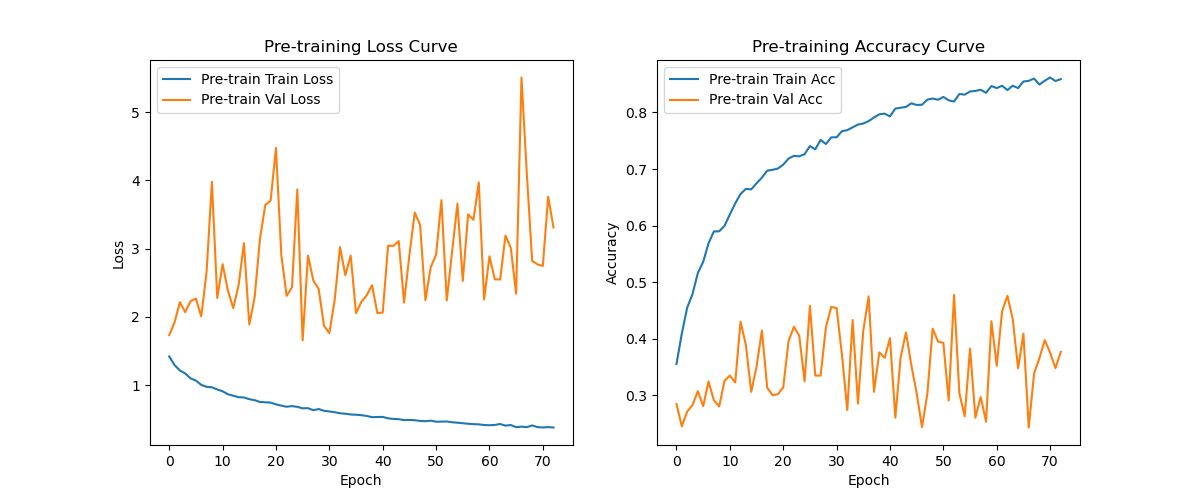 Pre-training Loss Curve
Pre-train Train Loss
Pre-train Val Loss
Loss
5
4
3
2
1
0 10 20 30 40 50 60 70
Epoch
Pre-training Accuracy Curve
Pre-train Train Acc
Pre-train Val Acc
Accuracy
0.8
0.7
0.6
0.5
0.4
0.3
0 10 20 30 40 50 60 70
Epoch